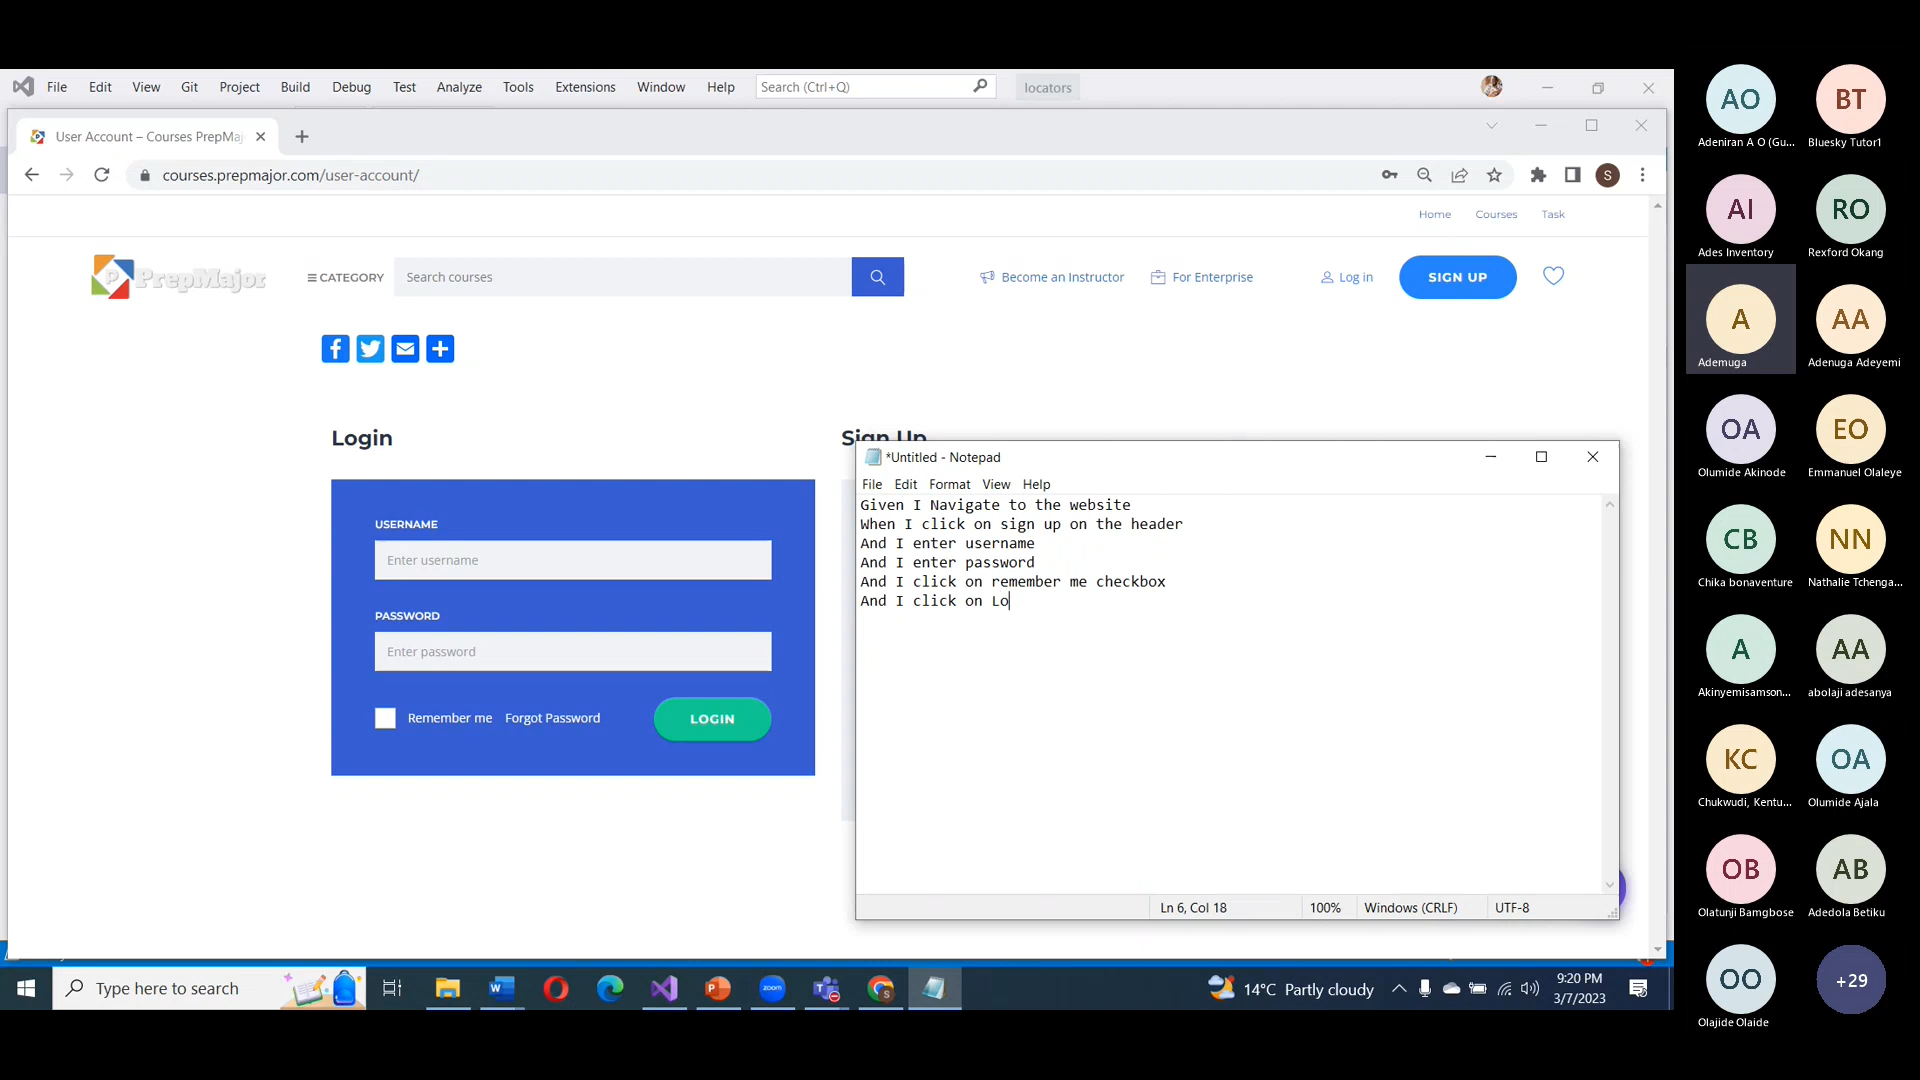 File Edit View Git Project Build Debug Test Analyze Tools Extensions Window Help Search (Ctrl+Q) locators
User Account – Courses PrepMaj
courses.prepmajor.com/user-account/
S
Home Courses Task
P PrepMajor
CATEGORY
Search courses
Become an Instructor
For Enterprise
Log in
SIGN UP
Login
Sign Up
USERNAME
Enter username
PASSWORD
Enter password
Remember me Forgot Password
LOGIN
*Untitled - Notepad
File Edit Format View Help
Given I Navigate to the website
When I click on sign up on the header
And I enter username
And I enter password
And I click on remember me checkbox
And I click on Lo
Ln 6, Col 18 100% Windows (CRLF) UTF-8
Type here to search
zoom
14°C Partly cloudy
9:20 PM
3/7/2023
AO BT
Adeniran A O (Gu... Bluesky Tutor1
AI RO
Ades Inventory Rexford Okang
A AA
Ademuga Adenuga Adeyemi
OA EO
Olumide Akinode Emmanuel Olaleye
CB NN
Chika bonaventure Nathalie Tchenga...
A AA
Akinyemisamson... abolaji adesanya
KC OA
Chukwudi, Kentu... Olumide Ajala
OB AB
Olatunji Bamgbose Adedola Betiku
OO +29
Olajide Olaide